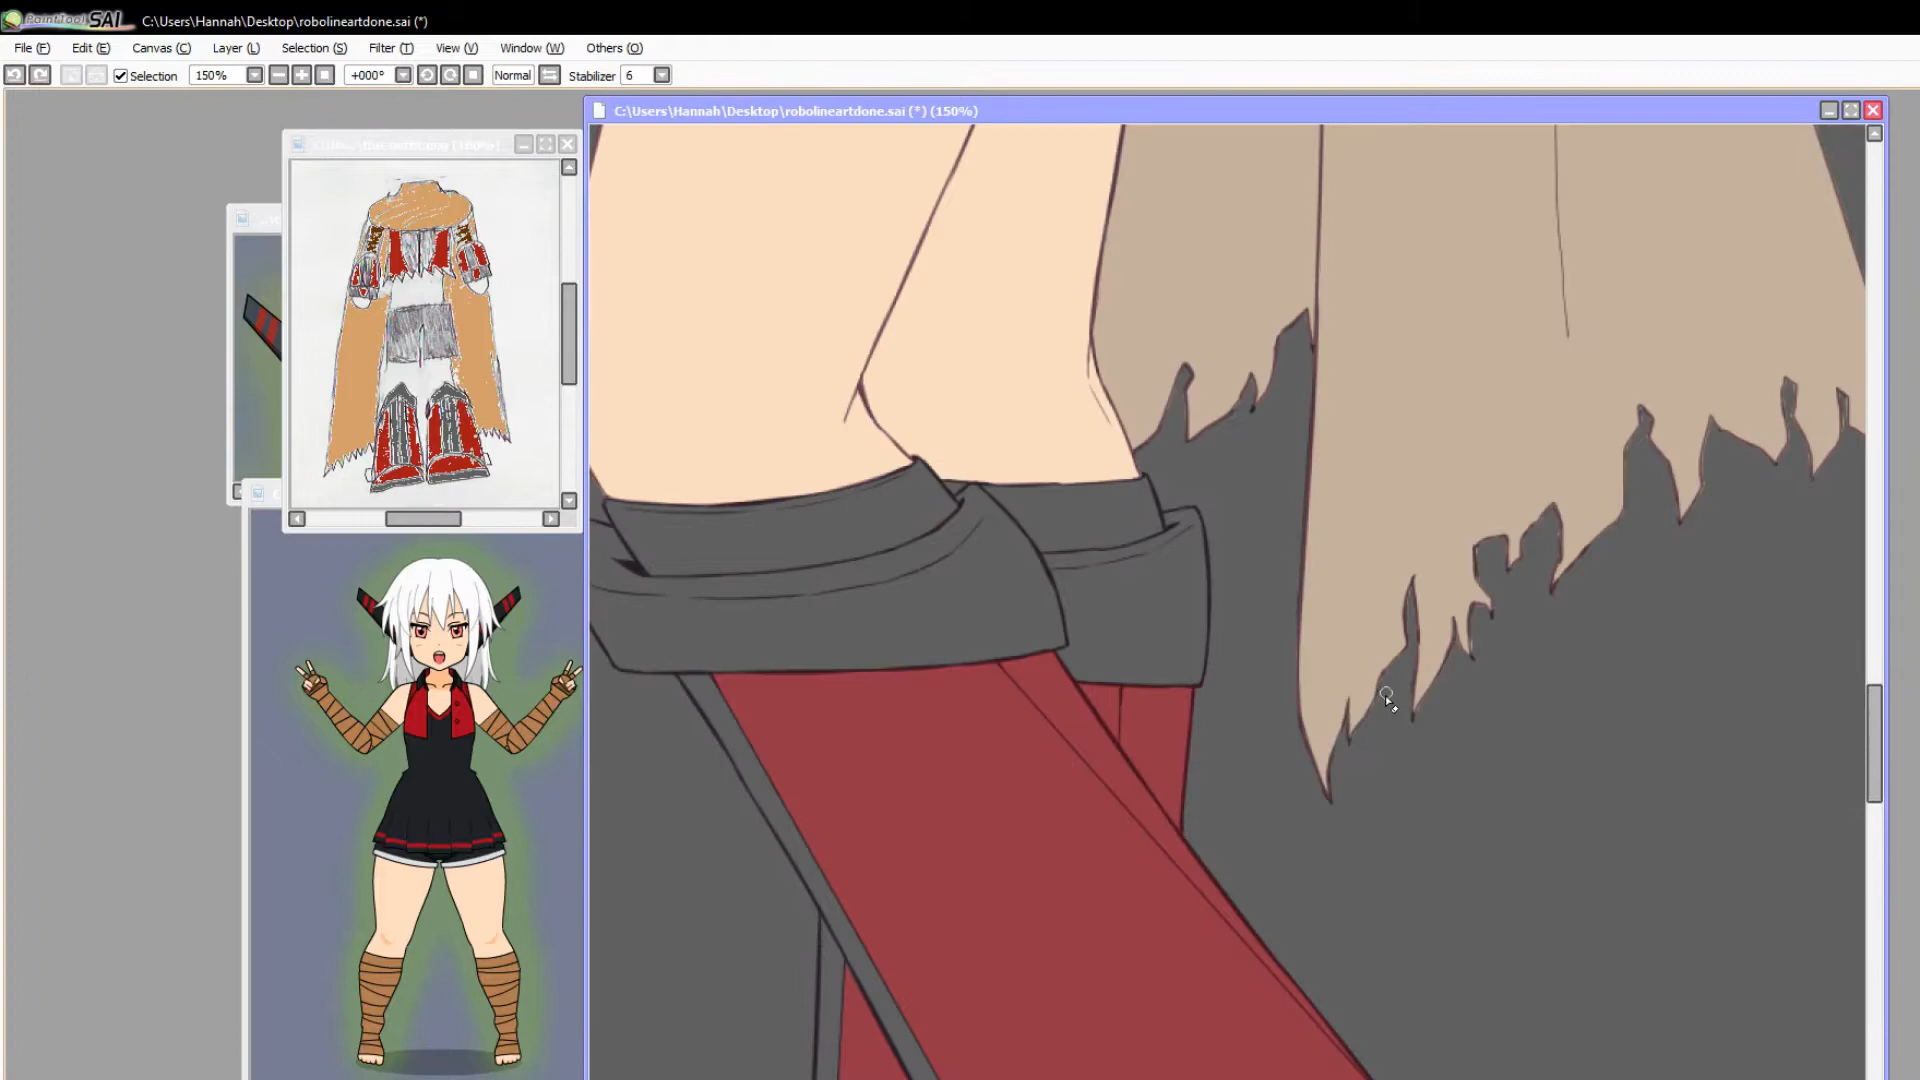 PaintTool SAI C:\Users\Hannah\Desktop\robolineartdone.sai (*)
File (F) Edit (E) Canvas (C) Layer (L) Selection (S) Filter (T) View (V) Window (W) Others (O)
Selection 150% +000° Normal Stabilizer 6
C:\Users\Hannah\Desktop\robolineartdone.sai (*) (150%)